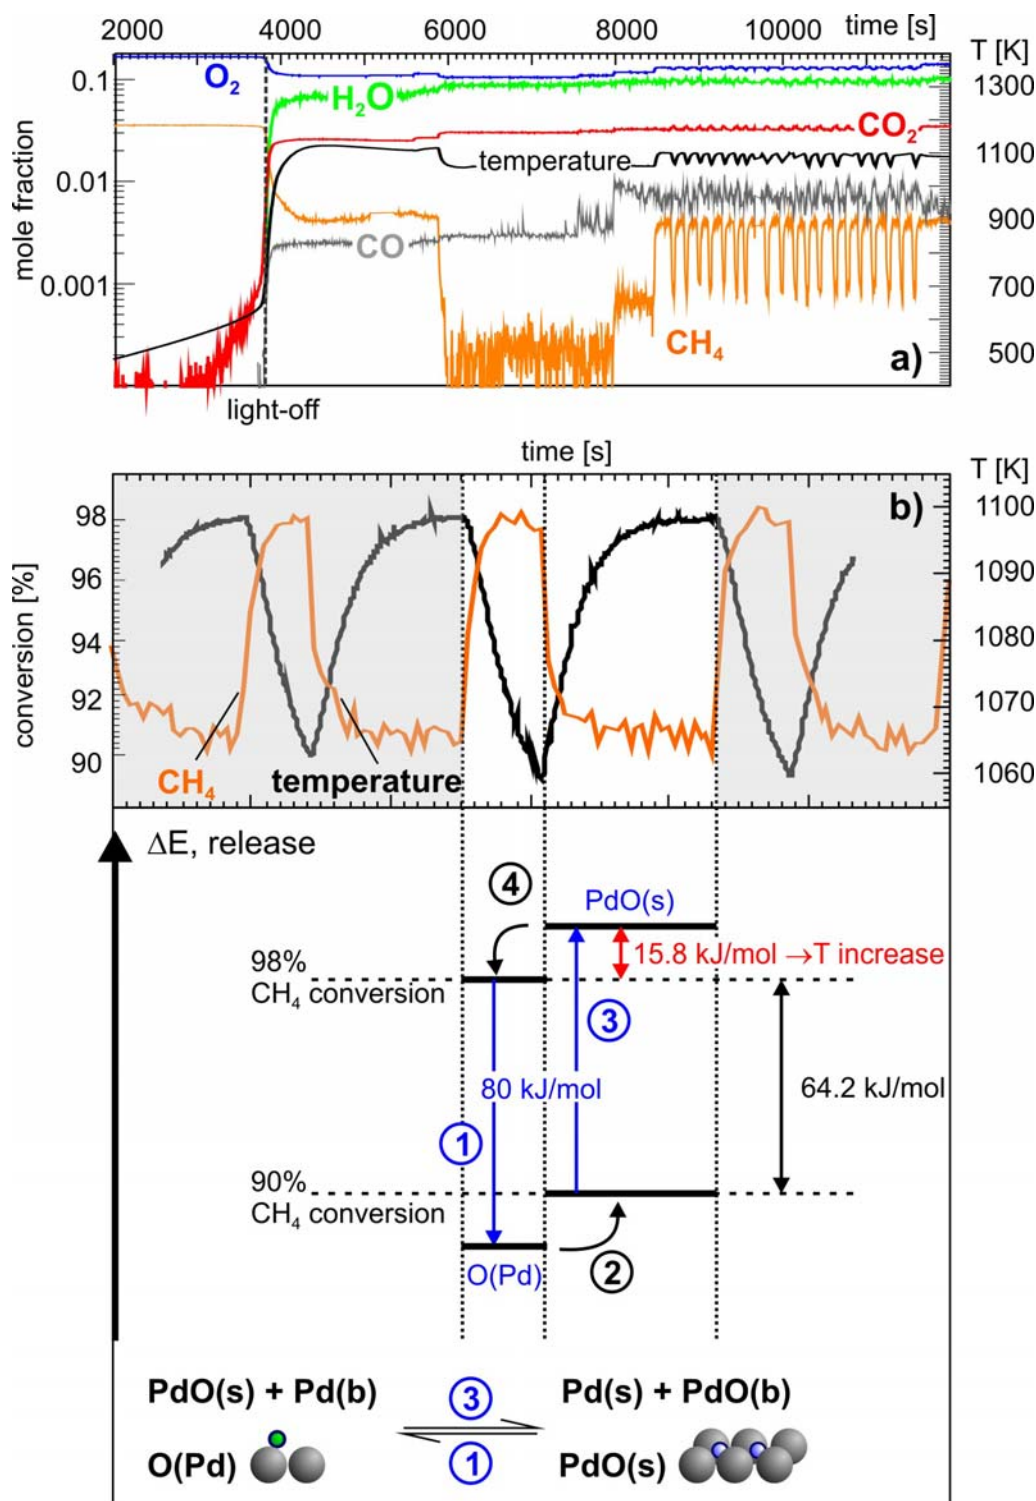 time [s]
2000 4000 6000 8000 10000
T [K]
mole fraction
0.1
0.01
0.001
O₂
H₂O
CO₂
temperature
CO
CH₄
a)
light-off
1300
1100
900
700
500
time [s]
T [K]
b)
conversion [%]
98
96
94
92
90
1100
1090
1080
1070
1060
CH₄
temperature
ΔE, release
4
PdO(s)
15.8 kJ/mol →T increase
98%
CH₄ conversion
3
80 kJ/mol
64.2 kJ/mol
1
90%
CH₄ conversion
O(Pd)
2
PdO(s) + Pd(b) 3 Pd(s) + PdO(b)
O(Pd) 1 PdO(s)